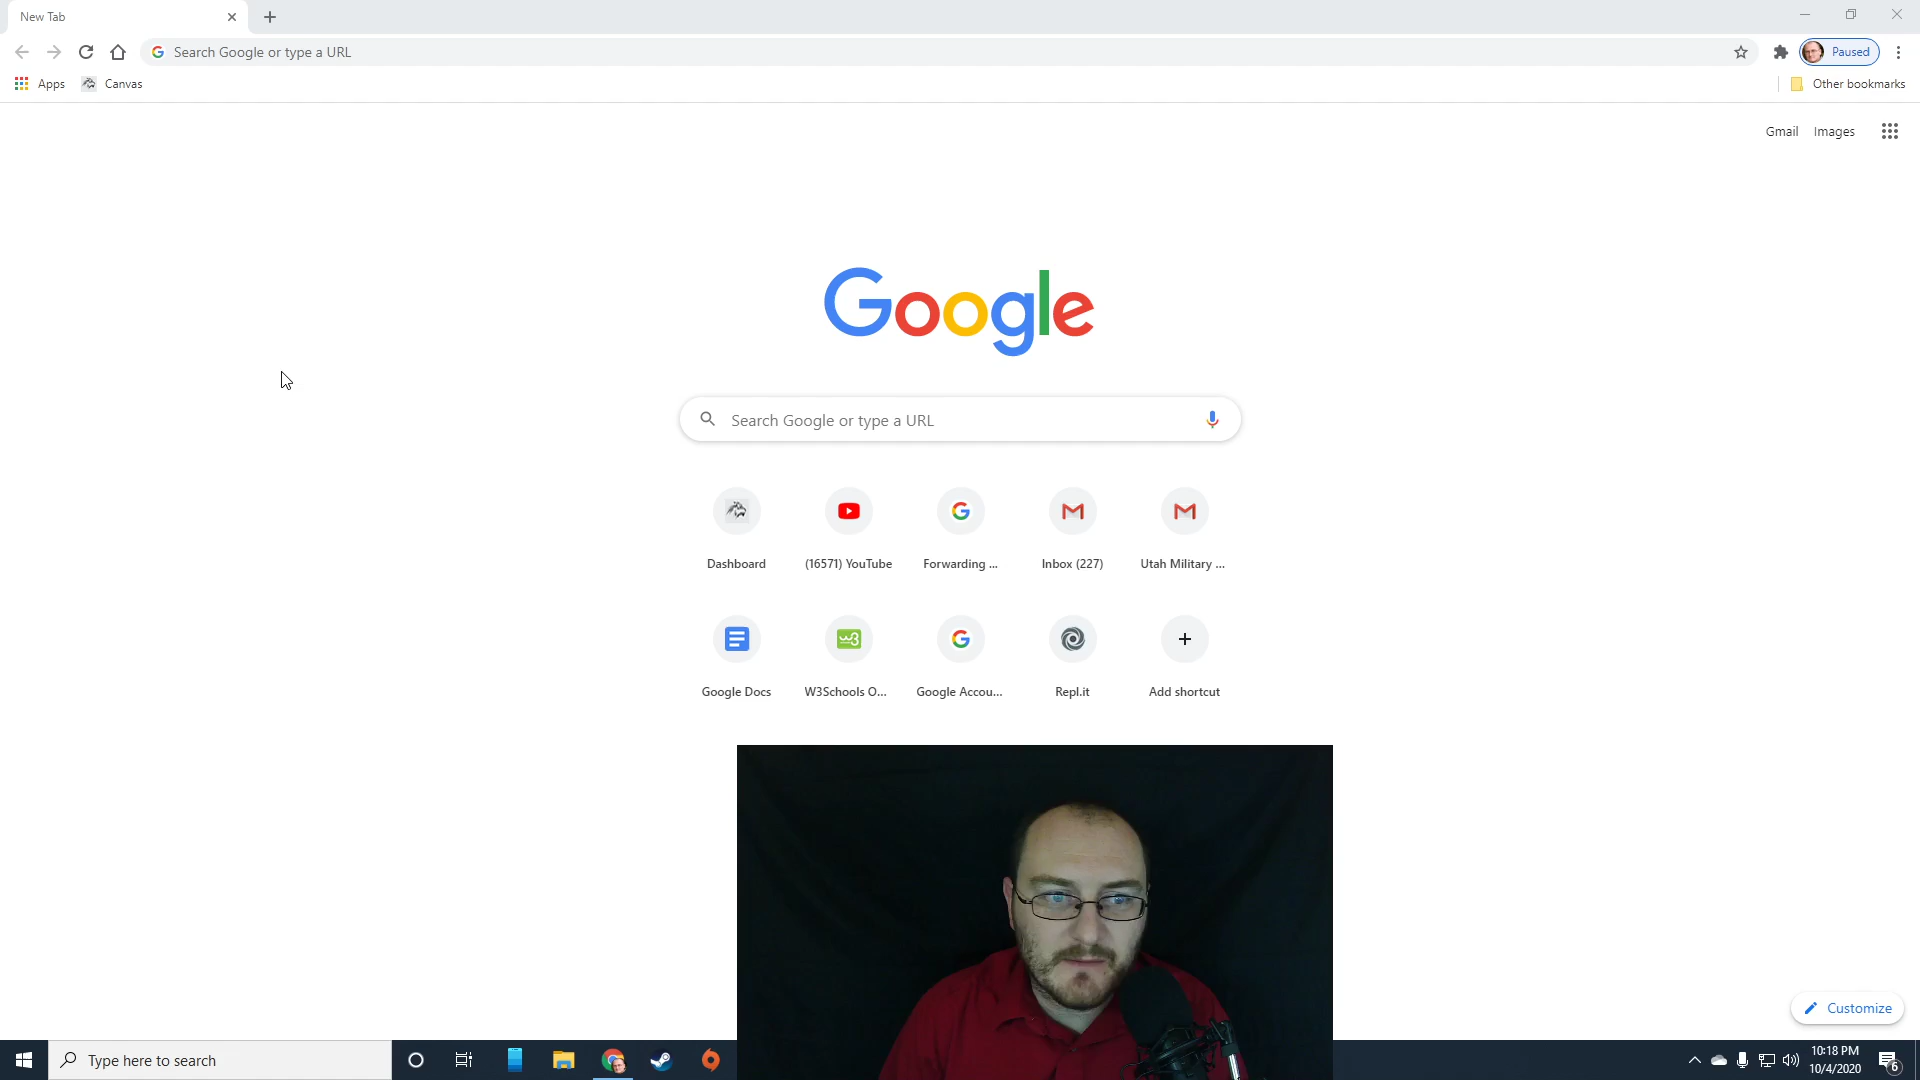 New Tab
Search Google or type a URL
Paused
Apps
Canvas
Other bookmarks
Gmail
Images
Google
Search Google or type a URL
Dashboard
(16571) YouTube
Forwarding ...
Inbox (227)
Utah Military ...
Google Docs
W3Schools O...
Google Accou...
Repl.it
Add shortcut
Customize
Type here to search
10:18 PM
10/4/2020
6